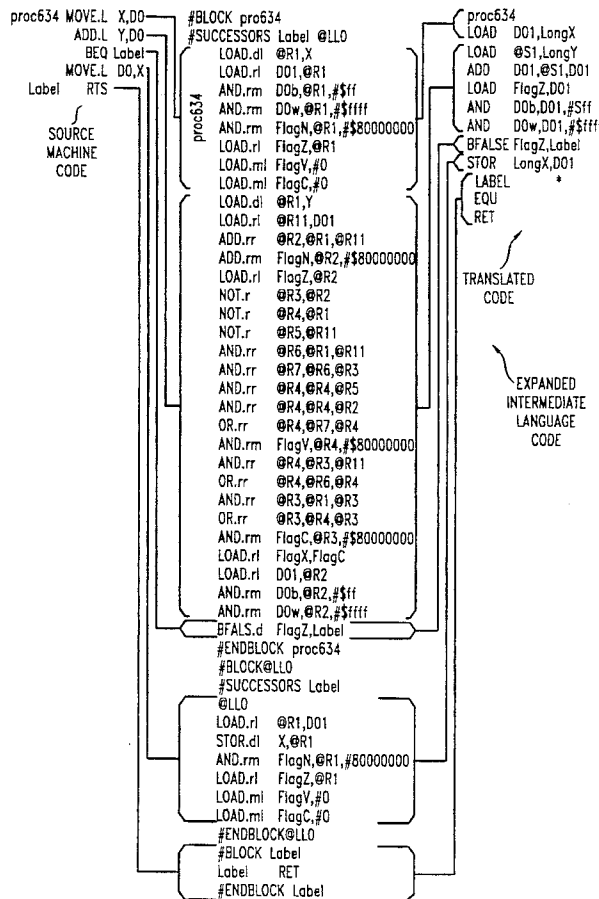 proc634 MOVE.L X,D0
ADD.L Y,D0
BEQ Label
MOVE.L D0,X
Label RTS
SOURCE
MACHINE
CODE
#BLOCK pro634
#SUCCESSORS Label @LL0
proc634
LOAD.dl @R1,X
LOAD.rl D01,@R1
AND.rm D0b,@R1,#$ff
AND.rm D0w,@R1,#$ffff
AND.rm FlagN,@R1,#$80000000
LOAD.rl FlagZ,@R1
LOAD.ml FlagV,#0
LOAD.ml FlagC,#0
LOAD.dl @R1,Y
LOAD.rl @R11,D01
ADD.rr @R2,@R1,@R11
ADD.rm FlagN,@R2,#$80000000
LOAD.rl FlagZ,@R2
NOT.r @R3,@R2
NOT.r @R4,@R1
NOT.r @R5,@R11
AND.rr @R6,@R1,@R11
AND.rr @R7,@R6,@R3
AND.rr @R4,@R4,@R5
AND.rr @R4,@R4,@R2
OR.rr @R4,@R7,@R4
AND.rm FlagV,@R4,#$80000000
AND.rr @R4,@R3,@R11
OR.rr @R4,@R6,@R4
AND.rr @R3,@R1,@R3
OR.rr @R3,@R4,@R3
AND.rm FlagC,@R3,#$80000000
LOAD.rl FlagX,FlagC
LOAD.rl D01,@R2
AND.rm D0b,@R2,#$ff
AND.rm D0w,@R2,#$ffff
BFALS.d FlagZ,Label
#ENDBLOCK proc634
#BLOCK@LL0
#SUCCESSORS Label
@LL0
LOAD.rl @R1,D01
STOR.dl X,@R1
AND.rm FlagN,@R1,#80000000
LOAD.rl FlagZ,@R1
LOAD.ml FlagV,#0
LOAD.ml FlagC,#0
#ENDBLOCK@LL0
#BLOCK Label
Label RET
#ENDBLOCK Label
proc634
LOAD D01,LongX
LOAD @S1,LongY
ADD D01,@S1,D01
LOAD FlagZ,D01
AND D0b,D01,#$ff
AND D0w,D01,#$fff
BFALSE FlagZ,Label
STOR LongX,D01
LABEL *
EQU
RET
TRANSLATED
CODE
EXPANDED
INTERMEDIATE
LANGUAGE
CODE